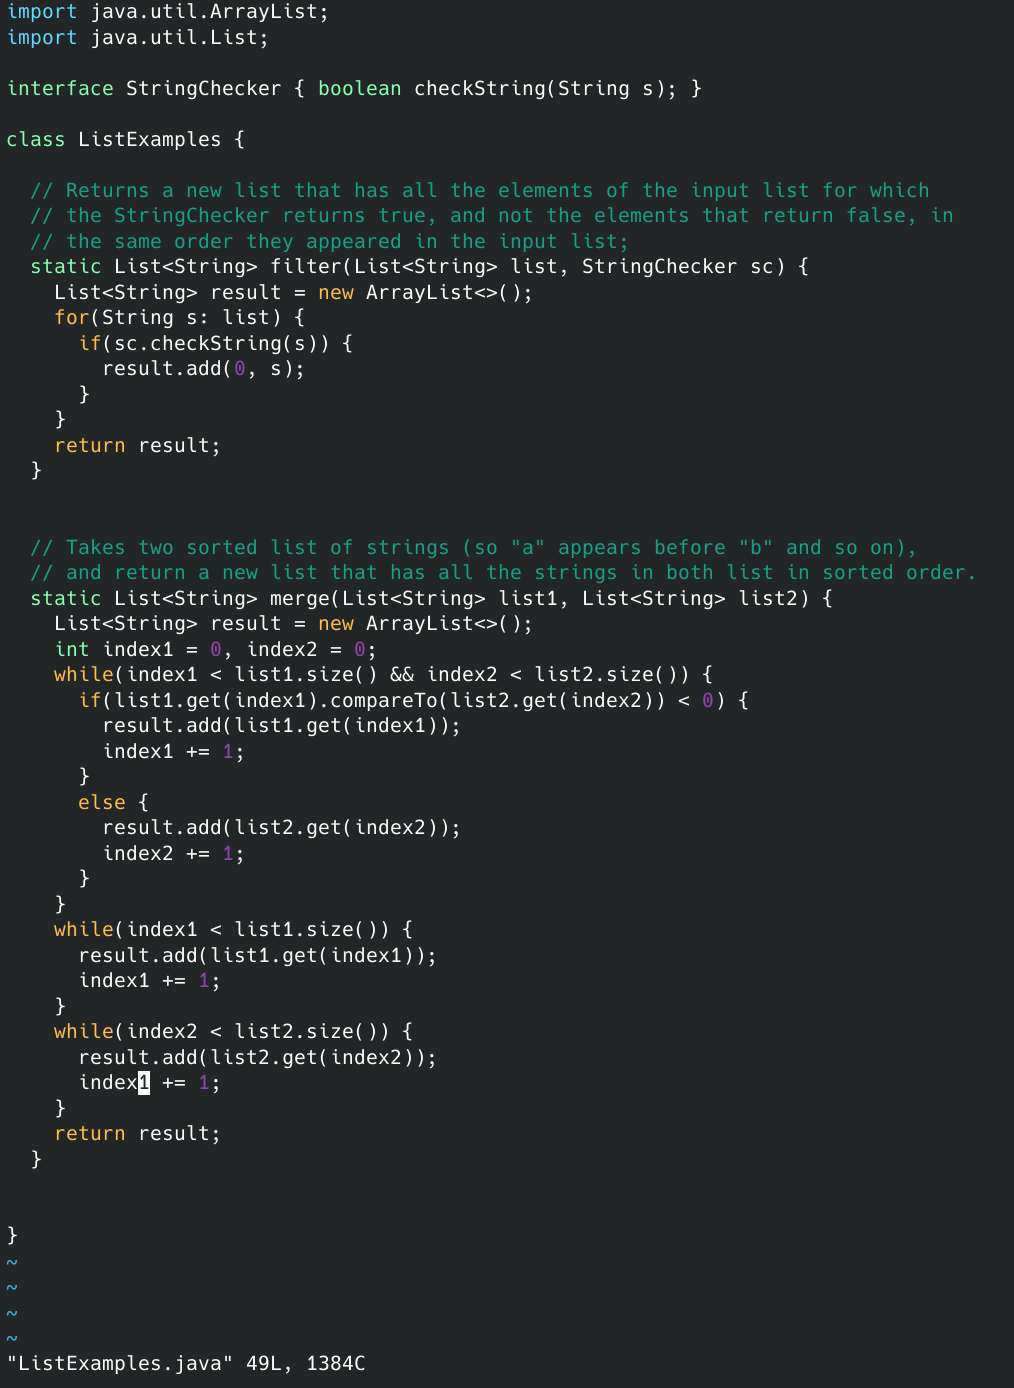 import java.util.ArrayList;
import java.util.List;

interface StringChecker { boolean checkString(String s); }

class ListExamples {

  // Returns a new list that has all the elements of the input list for which
  // the StringChecker returns true, and not the elements that return false, in
  // the same order they appeared in the input list;
  static List<String> filter(List<String> list, StringChecker sc) {
    List<String> result = new ArrayList<>();
    for(String s: list) {
      if(sc.checkString(s)) {
        result.add(0, s);
      }
    }
    return result;
  }


  // Takes two sorted list of strings (so "a" appears before "b" and so on),
  // and return a new list that has all the strings in both list in sorted order.
  static List<String> merge(List<String> list1, List<String> list2) {
    List<String> result = new ArrayList<>();
    int index1 = 0, index2 = 0;
    while(index1 < list1.size() && index2 < list2.size()) {
      if(list1.get(index1).compareTo(list2.get(index2)) < 0) {
        result.add(list1.get(index1));
        index1 += 1;
      }
      else {
        result.add(list2.get(index2));
        index2 += 1;
      }
    }
    while(index1 < list1.size()) {
      result.add(list1.get(index1));
      index1 += 1;
    }
    while(index2 < list2.size()) {
      result.add(list2.get(index2));
      index1 += 1;
    }
    return result;
  }


}
~
~
~
~
"ListExamples.java" 49L, 1384C